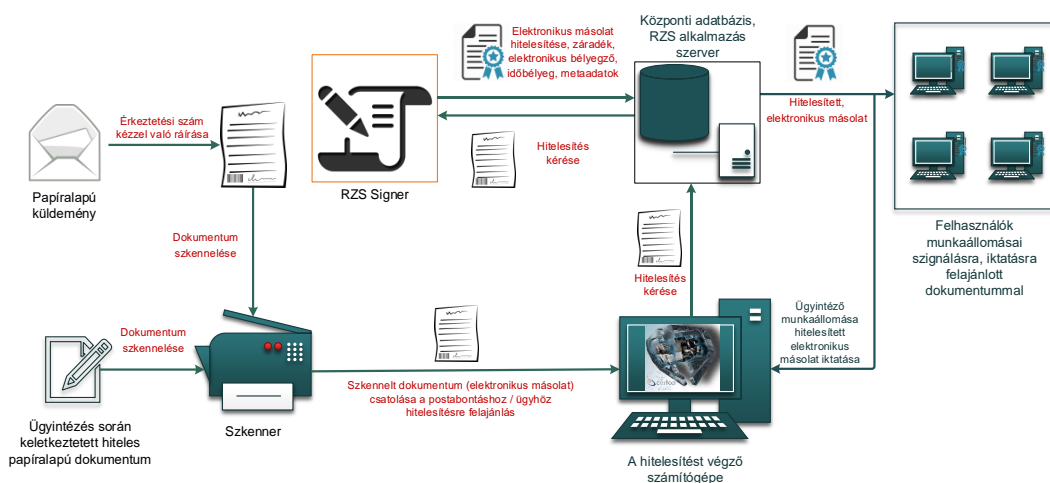 Központi adatbázis,
RZS alkalmazás
szerver
Elektronikus másolat
hitelesítése, záradék,
elektronikus bélyegző,
időbélyeg, metaadatok
Hitelesített,
elektronikus másolat
Érkeztetési szám
kézzel való ráírása
Hitelesítés
kérése
Papíralapú
küldemény
RZS Signer
Felhasználók
munkaállomásai
szignálásra, iktatásra
felajánlott
dokumentummal
Dokumentum
szkennelése
Hitelesítés
kérése
Ügyintéző
munkaállomása
hitelesített
elektronikus
másolat iktatása
Dokumentum
szkennelése
Szkennelt dokumentum (elektronikus másolat)
csatolása a postabontáshoz / ügyhöz
hitelesítésre felajánlás
Ügyintézés során
keletkeztetett hiteles
papíralapú dokumentum
Szkenner
A hitelesítést végző
számítógépe